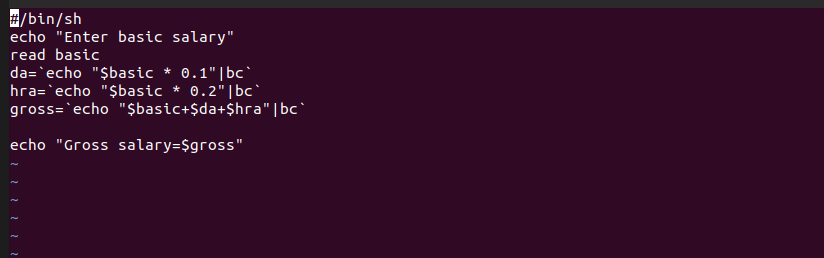 #/bin/sh
echo "Enter basic salary"
read basic
da=`echo "$basic * 0.1"|bc`
hra=`echo "$basic * 0.2"|bc`
gross=`echo "$basic+$da+$hra"|bc`

echo "Gross salary=$gross"
~
~
~
~
~
~